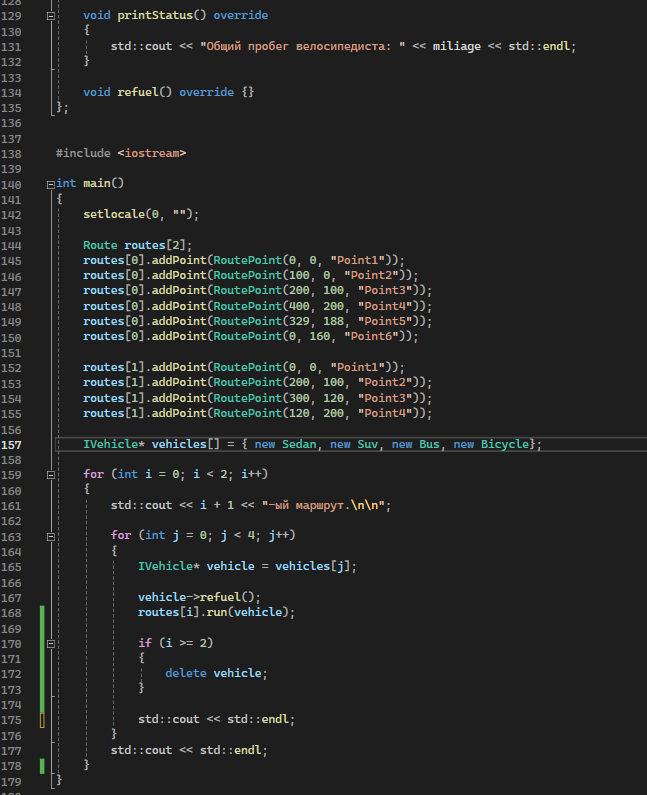 128
129 void printStatus() override
130 {
131 std::cout << "Общий пробег велосипедиста: " << miliage << std::endl;
132 }
133
134 void refuel() override {}
135 };
136
137
138 #include <iostream>
139
140 int main()
141 {
142 setlocale(0, "");
143
144 Route routes[2];
145 routes[0].addPoint(RoutePoint(0, 0, "Point1"));
146 routes[0].addPoint(RoutePoint(100, 0, "Point2"));
147 routes[0].addPoint(RoutePoint(200, 100, "Point3"));
148 routes[0].addPoint(RoutePoint(400, 200, "Point4"));
149 routes[0].addPoint(RoutePoint(329, 188, "Point5"));
150 routes[0].addPoint(RoutePoint(0, 160, "Point6"));
151
152 routes[1].addPoint(RoutePoint(0, 0, "Point1"));
153 routes[1].addPoint(RoutePoint(200, 100, "Point2"));
154 routes[1].addPoint(RoutePoint(300, 120, "Point3"));
155 routes[1].addPoint(RoutePoint(120, 200, "Point4"));
156
157 IVehicle* vehicles[] = { new Sedan, new Suv, new Bus, new Bicycle};
158
159 for (int i = 0; i < 2; i++)
160 {
161 std::cout << i + 1 << "-ый маршрут.\n\n";
162
163 for (int j = 0; j < 4; j++)
164 {
165 IVehicle* vehicle = vehicles[j];
166
167 vehicle->refuel();
168 routes[i].run(vehicle);
169
170 if (i >= 2)
171 {
172 delete vehicle;
173 }
174
175 std::cout << std::endl;
176 }
177 std::cout << std::endl;
178 }
179 }